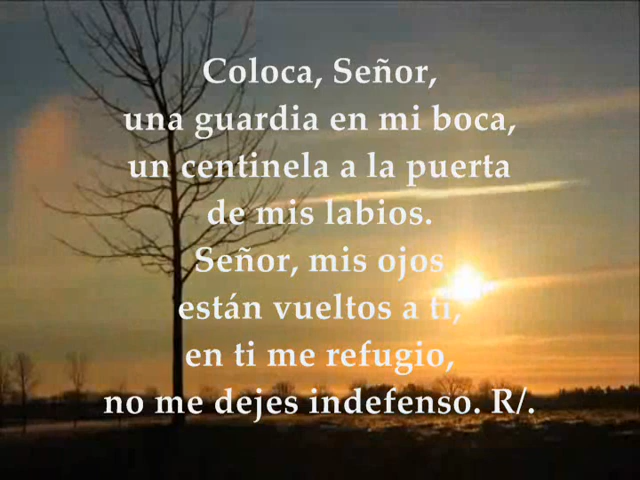 Coloca, Señor,
una guardia en mi boca,
un centinela a la puerta
de mis labios.
Señor, mis ojos
están vueltos a ti,
en ti me refugio,
no me dejes indefenso. R/.